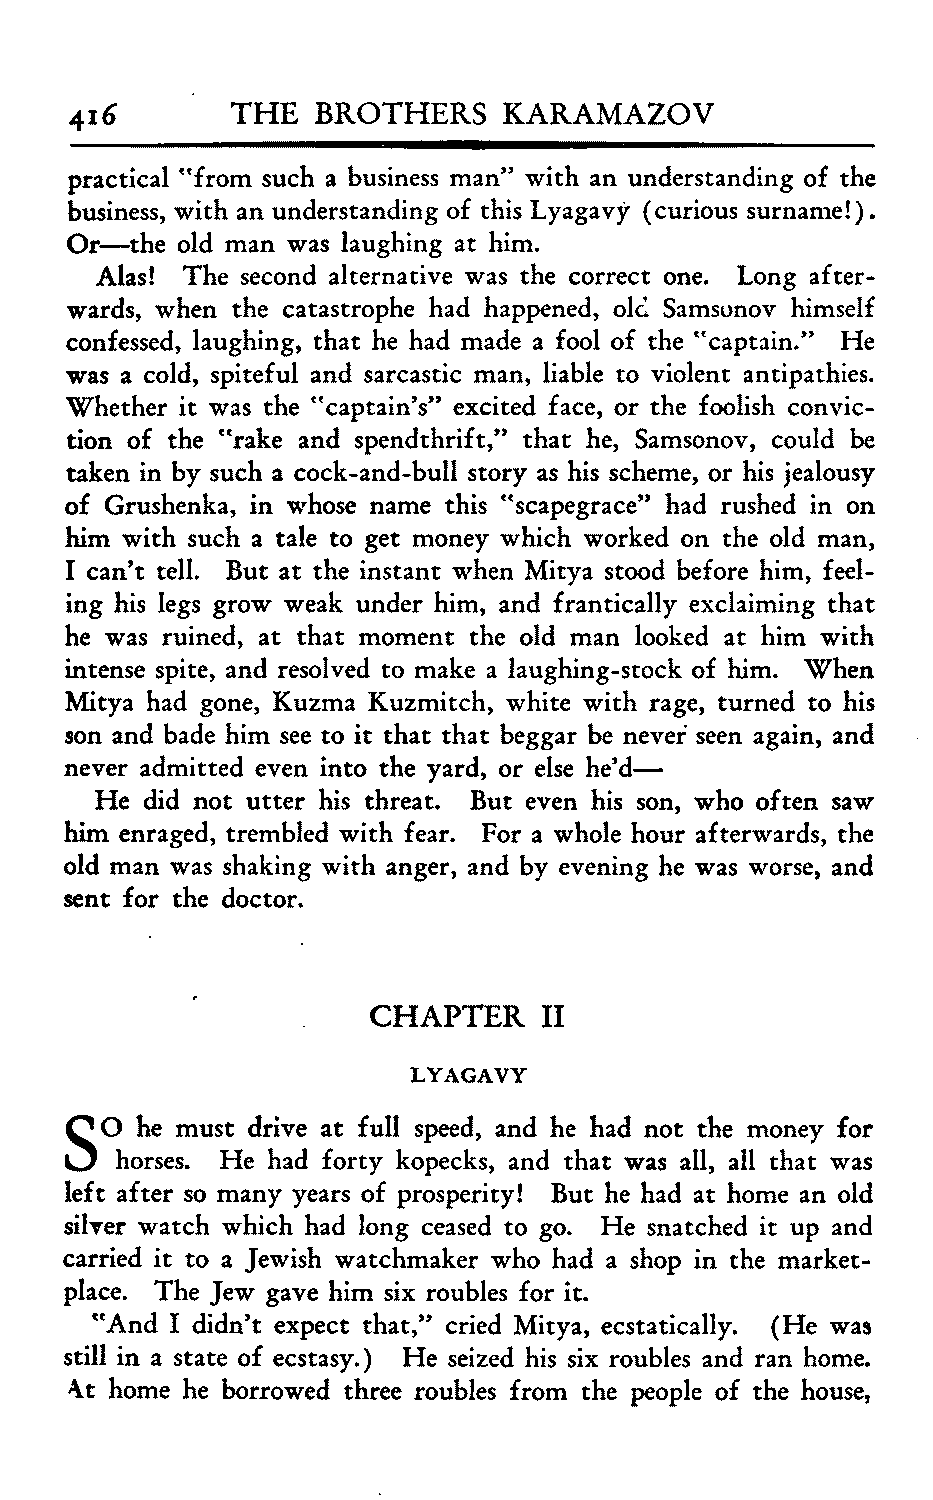 416 THE BROTHERS KARAMAZOV
practical "from such a business man" with an understanding of the
business, with an understanding of this Lyagavy (curious surname!).
Or—the old man was laughing at him.
Alas! The second alternative was the correct one. Long after-
wards, when the catastrophe had happened, old Samsonov himself
confessed, laughing, that he had made a fool of the "captain." He
was a cold, spiteful and sarcastic man, liable to violent antipathies.
Whether it was the "captain's" excited face, or the foolish convic-
tion of the "rake and spendthrift," that he, Samsonov, could be
taken in by such a cock-and-bull story as his scheme, or his jealousy
of Grushenka, in whose name this "scapegrace" had rushed in on
him with such a tale to get money which worked on the old man,
I can't tell. But at the instant when Mitya stood before him, feel-
ing his legs grow weak under him, and frantically exclaiming that
he was ruined, at that moment the old man looked at him with
intense spite, and resolved to make a laughing-stock of him. When
Mitya had gone, Kuzma Kuzmitch, white with rage, turned to his
son and bade him see to it that that beggar be never seen again, and
never admitted even into the yard, or else he'd—
He did not utter his threat. But even his son, who often saw
him enraged, trembled with fear. For a whole hour afterwards, the
old man was shaking with anger, and by evening he was worse, and
sent for the doctor.
CHAPTER II
LYAGAVY
SO he must drive at full speed, and he had not the money for
horses. He had forty kopecks, and that was all, all that was
left after so many years of prosperity! But he had at home an old
silver watch which had long ceased to go. He snatched it up and
carried it to a Jewish watchmaker who had a shop in the market-
place. The Jew gave him six roubles for it.
"And I didn't expect that," cried Mitya, ecstatically. (He was
still in a state of ecstasy.) He seized his six roubles and ran home.
At home he borrowed three roubles from the people of the house,